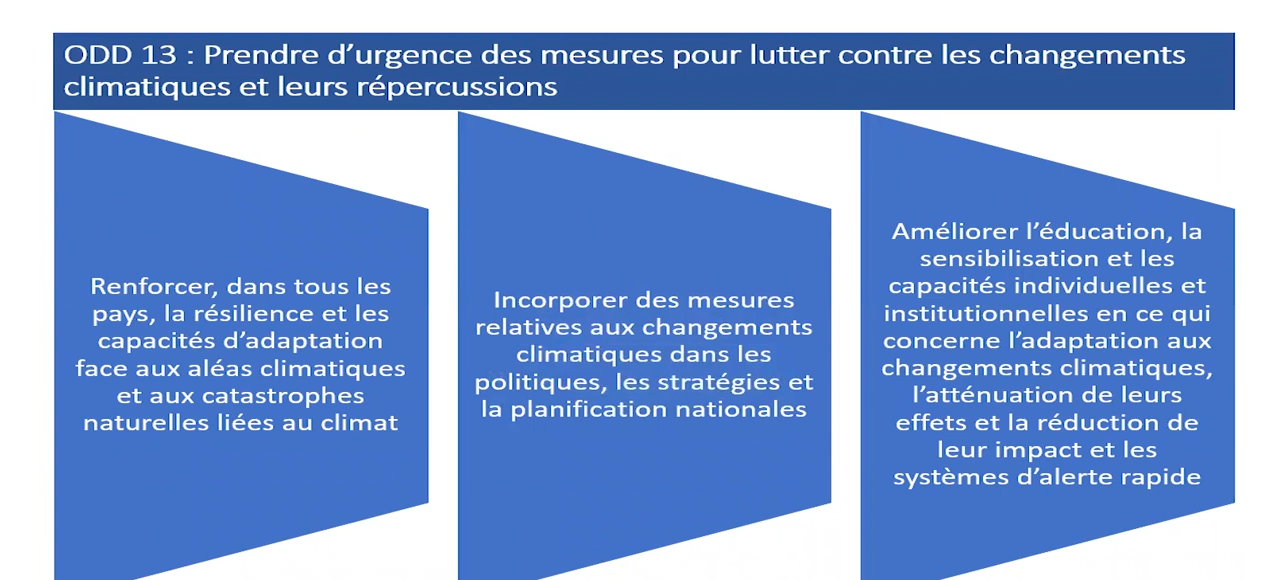 ODD 13 : Prendre d’urgence des mesures pour lutter contre les changements
climatiques et leurs répercussions
Renforcer, dans tous les
pays, la résilience et les
capacités d’adaptation
face aux aléas climatiques
et aux catastrophes
naturelles liées au climat
Incorporer des mesures
relatives aux changements
climatiques dans les
politiques, les stratégies et
la planification nationales
Améliorer l’éducation, la
sensibilisation et les
capacités individuelles et
institutionnelles en ce qui
concerne l’adaptation aux
changements climatiques,
l’atténuation de leurs
effets et la réduction de
leur impact et les
systèmes d’alerte rapide